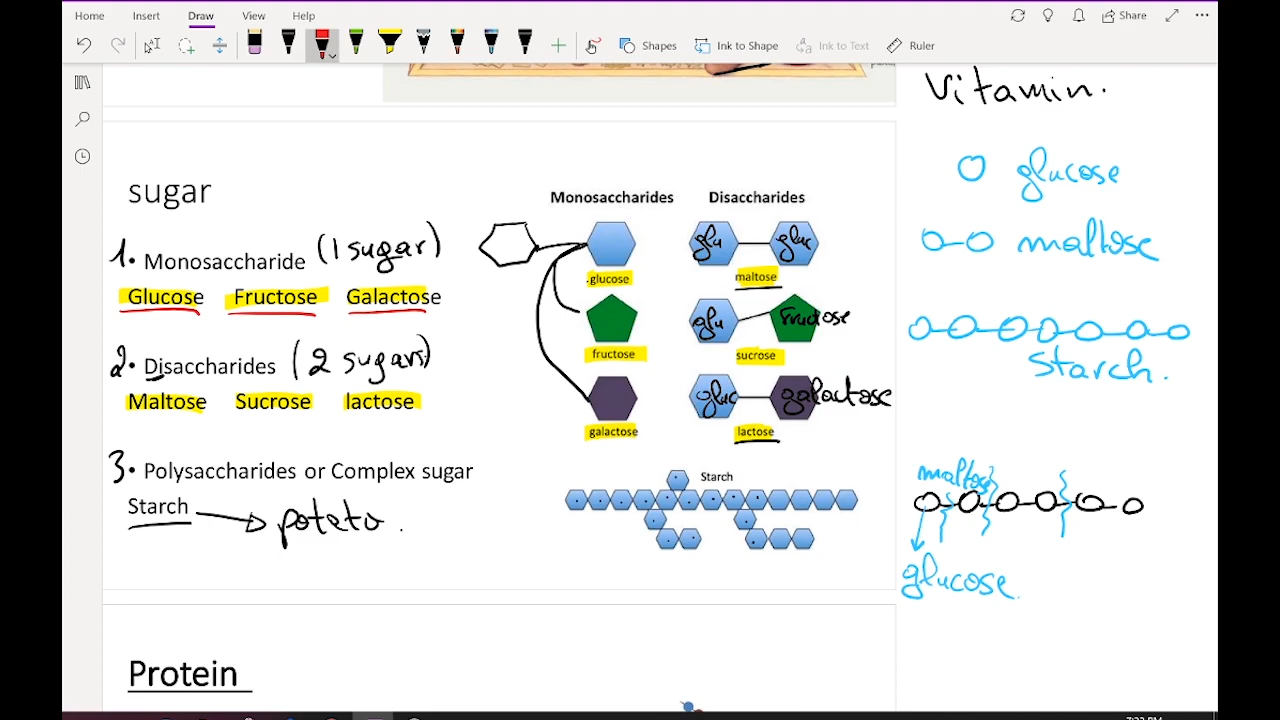 Home Insert Draw View Help
Share
Shapes Ink to Shape Ink to Text Ruler
Vitamin.
sugar
Monosaccharides Disaccharides
1. Monosaccharide (1 sugar)
Glucose Fructose Galactose
2. Disaccharides (2 sugars)
Maltose Sucrose lactose
3. Polysaccharides or Complex sugar
Starch → potato.
glucose
fructose
galactose
glu gluc
maltose
glu Fructose
sucrose
gluc galactose
lactose
Starch
glucose
maltose
Starch.
maltose
glucose.
Protein